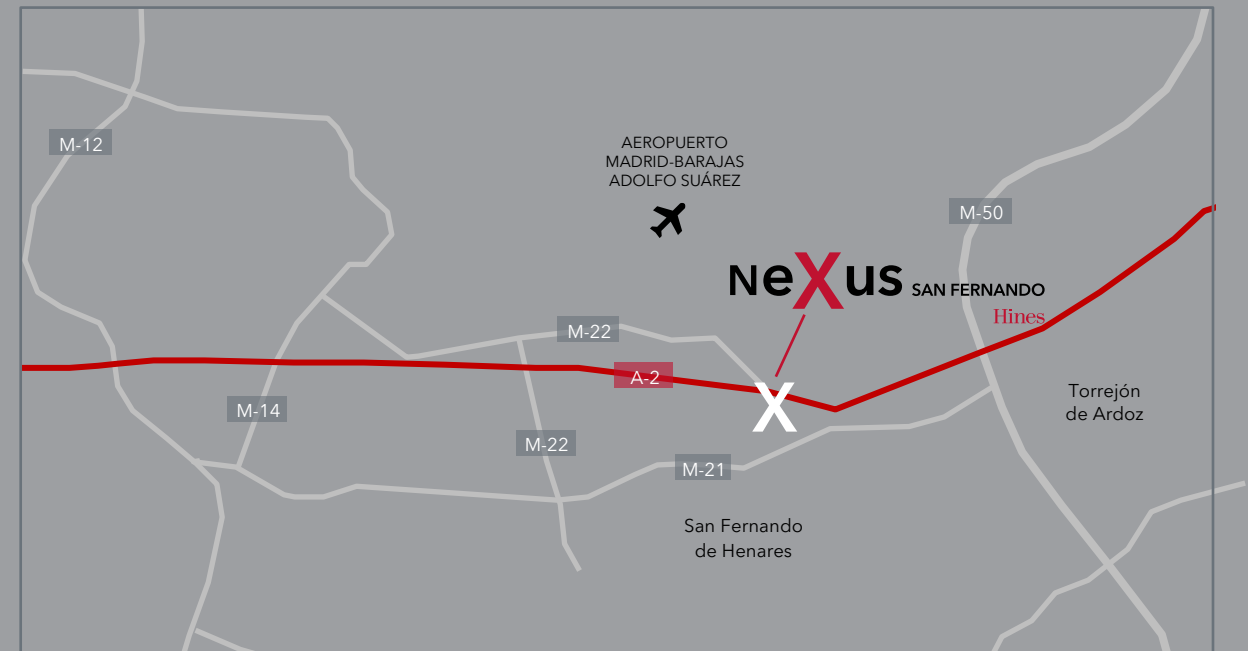 M-12
AEROPUERTO
MADRID-BARAJAS
ADOLFO SUÁREZ
M-50
NeXus SAN FERNANDO
Hines
M-22
A-2
Torrejón
de Ardoz
M-14
M-22
M-21
X
San Fernando
de Henares